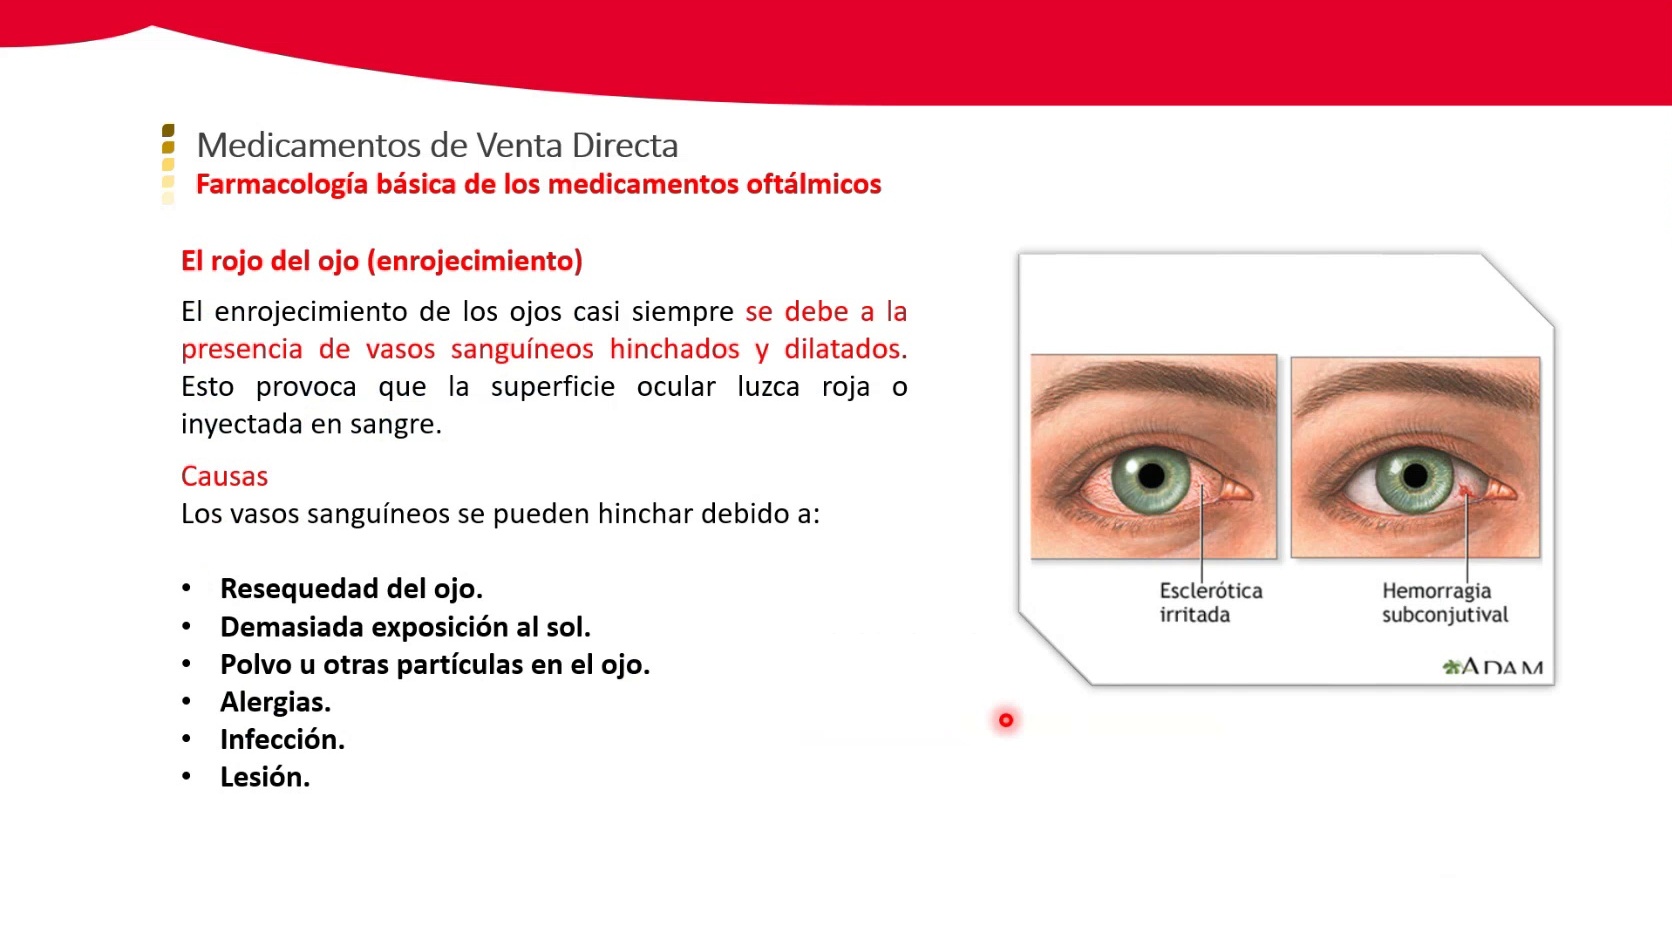 Medicamentos de Venta Directa
Farmacología básica de los medicamentos oftálmicos
El rojo del ojo (enrojecimiento)
El enrojecimiento de los ojos casi siempre se debe a la
presencia de vasos sanguíneos hinchados y dilatados.
Esto provoca que la superficie ocular luzca roja o
inyectada en sangre.
Causas
Los vasos sanguíneos se pueden hinchar debido a:
• Resequedad del ojo.
• Demasiada exposición al sol.
• Polvo u otras partículas en el ojo.
• Alergias.
• Infección.
• Lesión.
Esclerótica
irritada
Hemorragia
subconjutival
ADAM